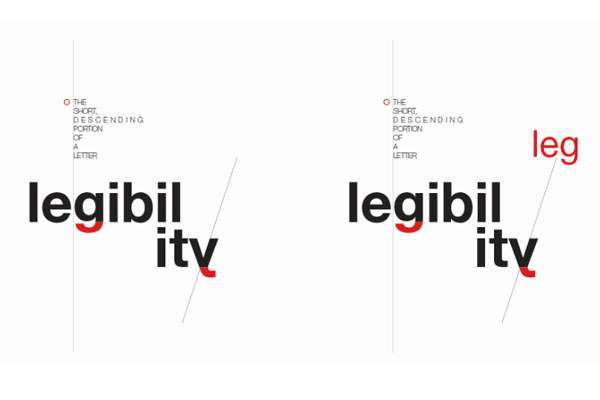 THE
SHORT,
DESCENDING
PORTION
OF
A
LETTER
legibil
ity
THE
SHORT,
DESCENDING
PORTION
OF
A
LETTER
leg
legibil
ity